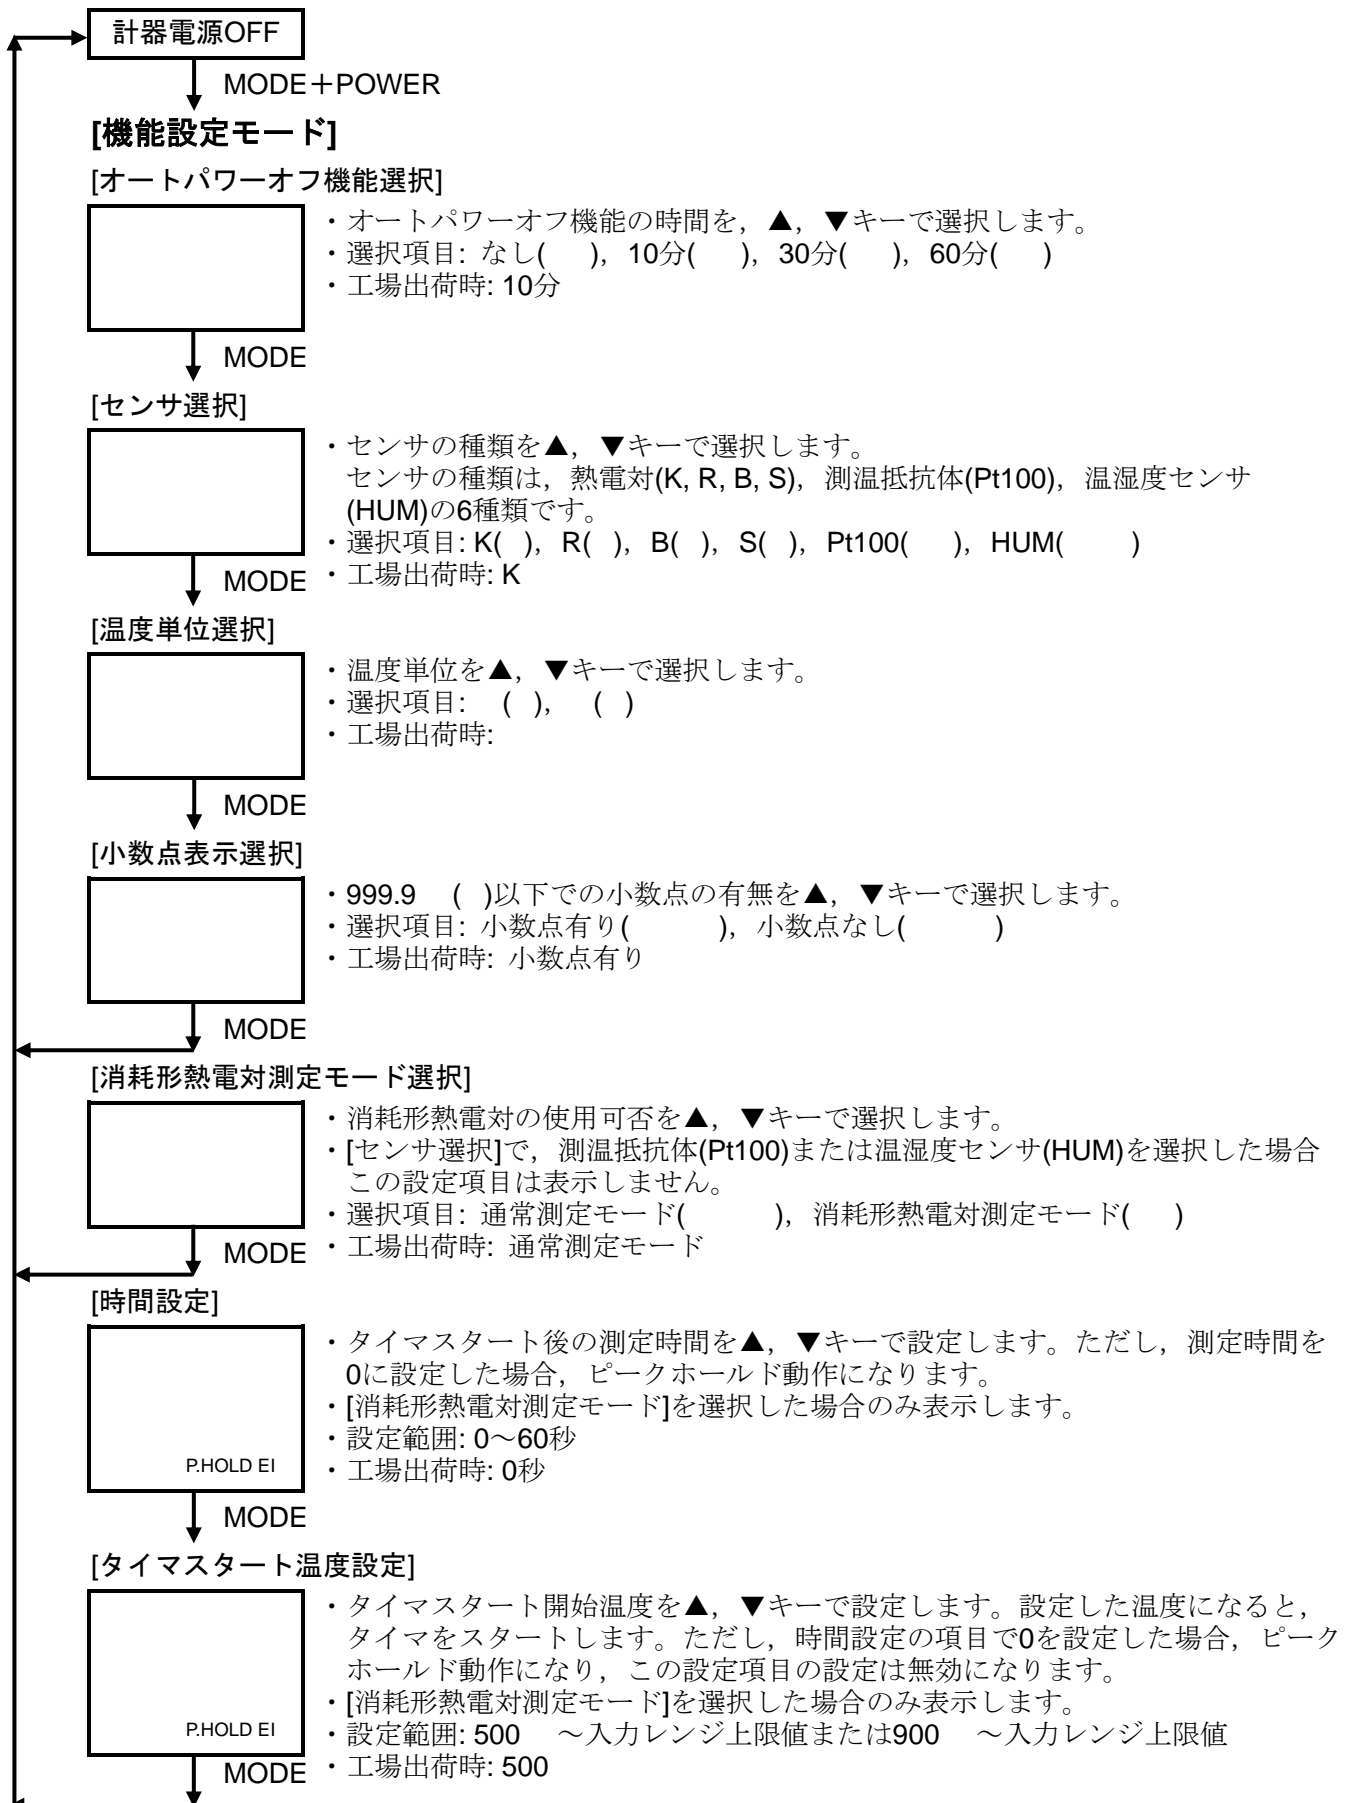 計器電源OFF
MODE＋POWER
[機能設定モード]
[オートパワーオフ機能選択]
・オートパワーオフ機能の時間を，▲，▼キーで選択します。
・選択項目: なし(　)，10分(　)，30分(　)，60分(　)
・工場出荷時: 10分
MODE
[センサ選択]
・センサの種類を▲，▼キーで選択します。
センサの種類は，熱電対(K, R, B, S)，測温抵抗体(Pt100)，温湿度センサ
(HUM)の6種類です。
・選択項目: K( )，R( )，B( )，S( )，Pt100(　)，HUM(　　)
・工場出荷時: K
MODE
[温度単位選択]
・温度単位を▲，▼キーで選択します。
・選択項目:　( )，　( )
・工場出荷時:
MODE
[小数点表示選択]
・999.9　( )以下での小数点の有無を▲，▼キーで選択します。
・選択項目: 小数点有り(　　　)，小数点なし(　　　)
・工場出荷時: 小数点有り
MODE
[消耗形熱電対測定モード選択]
・消耗形熱電対の使用可否を▲，▼キーで選択します。
・[センサ選択]で，測温抵抗体(Pt100)または温湿度センサ(HUM)を選択した場合
この設定項目は表示しません。
・選択項目: 通常測定モード(　　　)，消耗形熱電対測定モード(　)
・工場出荷時: 通常測定モード
MODE
[時間設定]
・タイマスタート後の測定時間を▲，▼キーで設定します。ただし，測定時間を
0に設定した場合，ピークホールド動作になります。
・[消耗形熱電対測定モード]を選択した場合のみ表示します。
・設定範囲: 0～60秒
P.HOLD EI
・工場出荷時: 0秒
MODE
[タイマスタート温度設定]
・タイマスタート開始温度を▲，▼キーで設定します。設定した温度になると，
タイマをスタートします。ただし，時間設定の項目で0を設定した場合，ピーク
ホールド動作になり，この設定項目の設定は無効になります。
・[消耗形熱電対測定モード]を選択した場合のみ表示します。
P.HOLD EI
・設定範囲: 500　～入力レンジ上限値または900　～入力レンジ上限値
・工場出荷時: 500
MODE